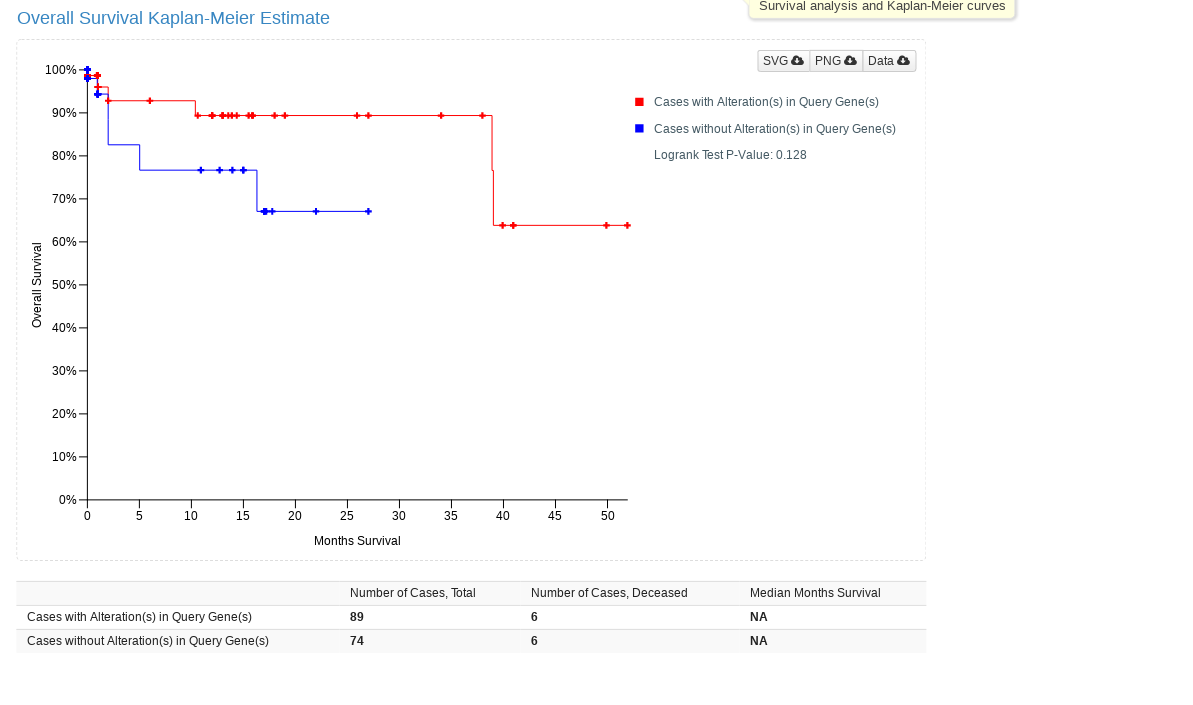 Survival analysis and Kaplan-Meier curves
Overall Survival Kaplan-Meier Estimate
SVG PNG Data
Cases with Alteration(s) in Query Gene(s)
Cases without Alteration(s) in Query Gene(s)
Logrank Test P-Value: 0.128
100%
90%
80%
70%
60%
50%
40%
30%
20%
10%
0%
Overall Survival
0 5 10 15 20 25 30 35 40 45 50
Months Survival
Number of Cases, Total Number of Cases, Deceased Median Months Survival
Cases with Alteration(s) in Query Gene(s) 89 6 NA
Cases without Alteration(s) in Query Gene(s) 74 6 NA